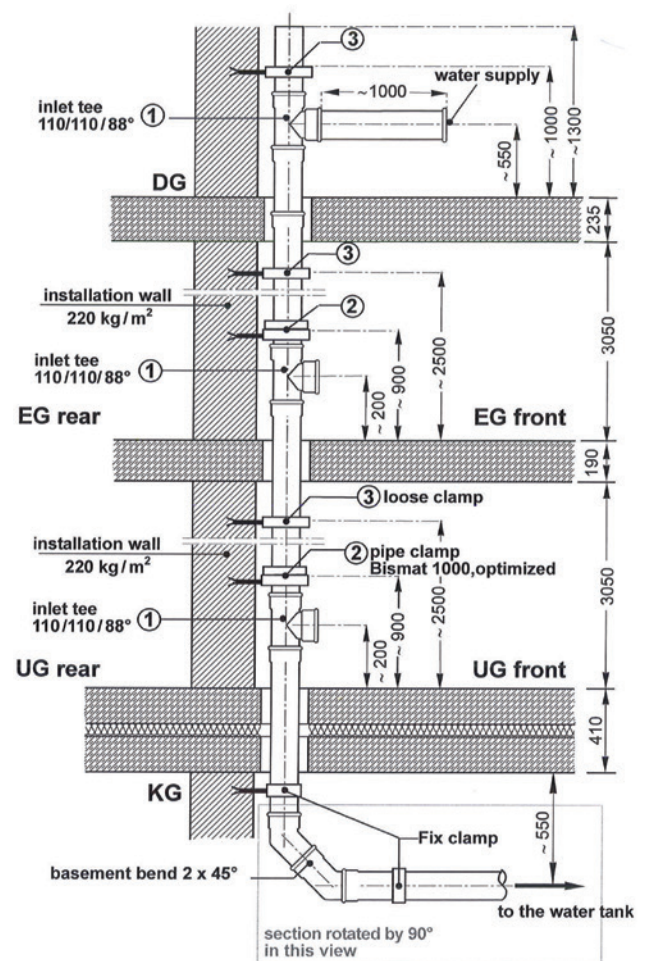 ③
~1000
water supply
inlet tee ①
110/110/88°
~550
~1000
~1300
DG
235
③
installation wall
220 kg/m²
②
inlet tee ①
110/110/88°
~200
~900
~2500
3050
EG rear
EG front
190
③ loose clamp
installation wall
220 kg/m²
② pipe clamp
Bismat 1000,optimized
inlet tee ①
110/110/88°
~200
~900
~2500
3050
UG rear
UG front
410
KG
Fix clamp
~550
basement bend 2 x 45°
to the water tank
section rotated by 90°
in this view